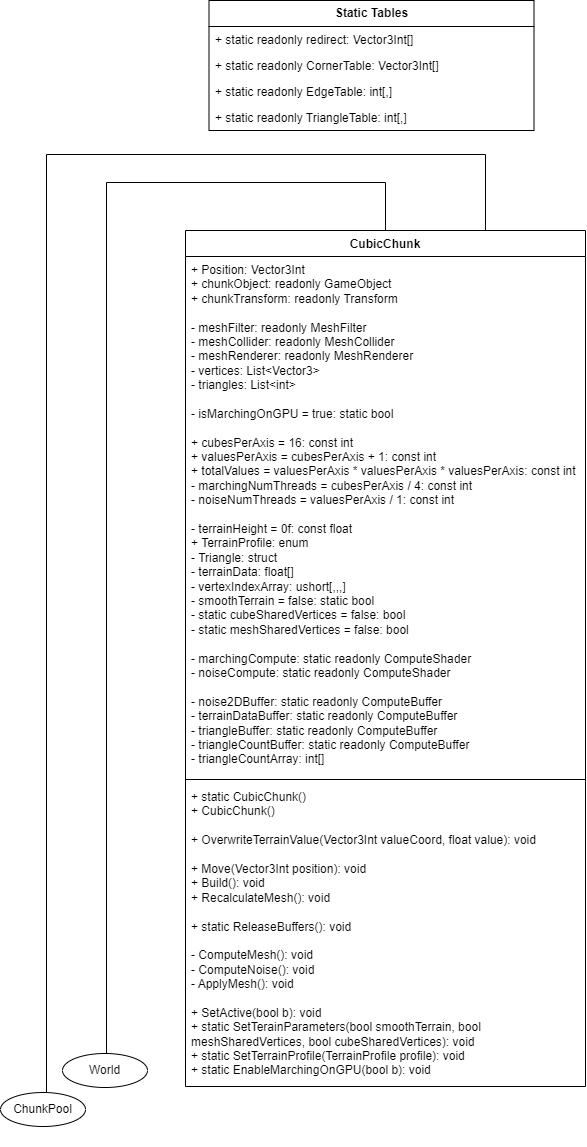 Static Tables
+ static readonly redirect: Vector3Int[]
+ static readonly CornerTable: Vector3Int[]
+ static readonly EdgeTable: int[,]
+ static readonly TriangleTable: int[,]
CubicChunk
+ Position: Vector3Int
+ chunkObject: readonly GameObject
+ chunkTransform: readonly Transform
- meshFilter: readonly MeshFilter
- meshCollider: readonly MeshCollider
- meshRenderer: readonly MeshRenderer
- vertices: List<Vector3>
- triangles: List<int>
- isMarchingOnGPU = true: static bool
+ cubesPerAxis = 16: const int
+ valuesPerAxis = cubesPerAxis + 1: const int
+ totalValues = valuesPerAxis * valuesPerAxis * valuesPerAxis: const int
- marchingNumThreads = cubesPerAxis / 4: const int
- noiseNumThreads = valuesPerAxis / 1: const int
- terrainHeight = 0f: const float
+ TerrainProfile: enum
- Triangle: struct
- terrainData: float[]
- vertexIndexArray: ushort[,,,]
- smoothTerrain = false: static bool
- static cubeSharedVertices = false: bool
- static meshSharedVertices = false: bool
- marchingCompute: static readonly ComputeShader
- noiseCompute: static readonly ComputeShader
- noise2DBuffer: static readonly ComputeBuffer
- terrainDataBuffer: static readonly ComputeBuffer
- triangleBuffer: static readonly ComputeBuffer
- triangleCountBuffer: static readonly ComputeBuffer
- triangleCountArray: int[]
+ static CubicChunk()
+ CubicChunk()
+ OverwriteTerrainValue(Vector3Int valueCoord, float value): void
+ Move(Vector3Int position): void
+ Build(): void
+ RecalculateMesh(): void
+ static ReleaseBuffers(): void
- ComputeMesh(): void
- ComputeNoise(): void
- ApplyMesh(): void
+ SetActive(bool b): void
+ static SetTerainParameters(bool smoothTerrain, bool
meshSharedVertices, bool cubeSharedVertices): void
+ static SetTerrainProfile(TerrainProfile profile): void
+ static EnableMarchingOnGPU(bool b): void
World
ChunkPool